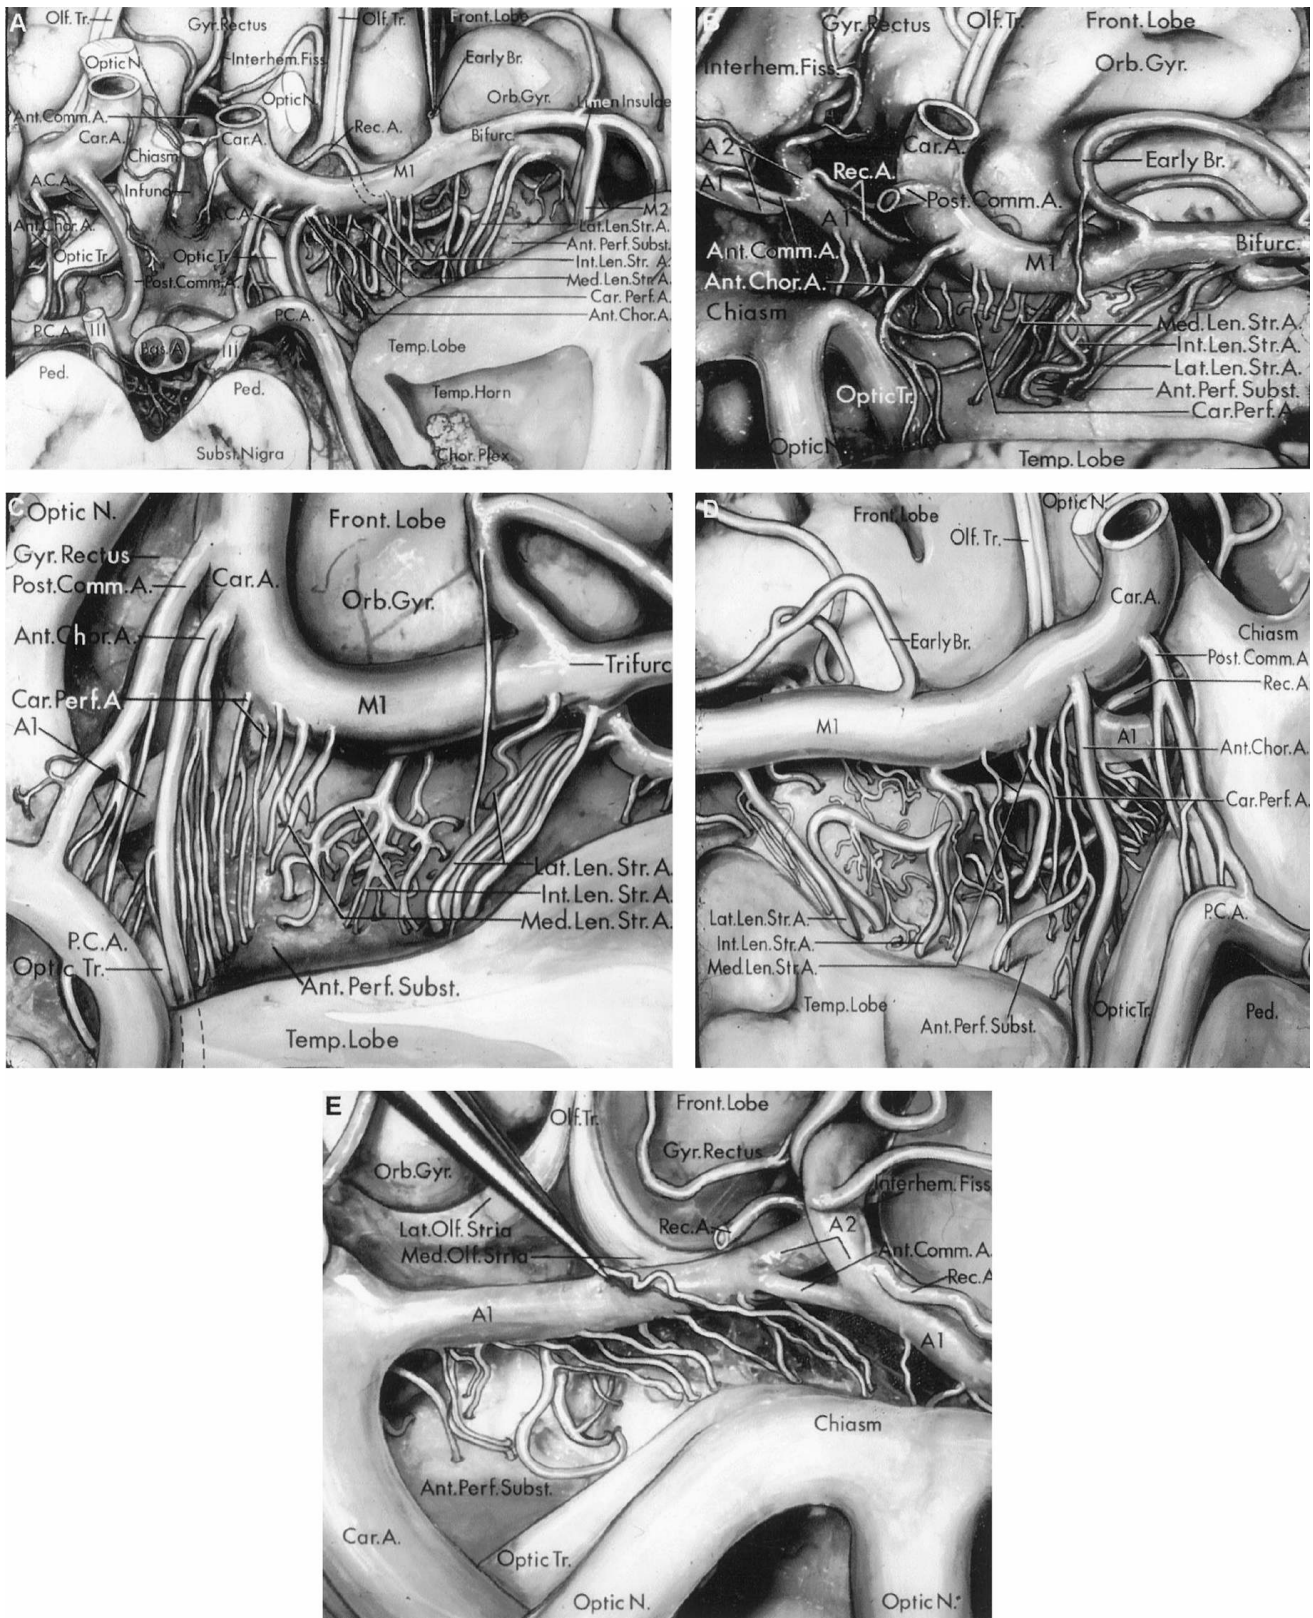 A
Olf.Tr.
Gyr.Rectus
Olf.Tr.
Front.Lobe
Optic N.
Interhem.Fiss.
Early Br.
Optic N.
Orb.Gyr.
Limen Insulae
Ant.Comm.A.
Car.A.
Car.A.
Rec.A.
Bifurc.
Chiasm
M1
A.C.A.
Infund.
A.C.A.
M2
Ant.Chor.A.
Lat.Len.Str.A.
Ant.Perf.Subst.
Optic Tr.
Optic Tr.
Int.Len.Str. A.
Post.Comm.A.
Med.Len.Str.A.
Car.Perf.A.
P.C.A.
Ant.Chor.A.
P.C.A.
III
Bas.A.
III
Temp.Lobe
Ped.
Ped.
Temp.Horn
Subst.Nigra
Chor.Plex.
B
Gyr.Rectus
Olf.Tr.
Front.Lobe
Interhem.Fiss.
Orb.Gyr.
A2
Car.A.
Early Br.
A1
Rec.A.
Post.Comm.A.
A1
Ant.Comm.A.
M1
Bifurc.
Ant.Chor.A.
Chiasm
Med.Len.Str.A.
Int.Len.Str.A.
Lat.Len.Str.A.
Optic Tr.
Ant.Perf.Subst.
Car.Perf.A.
Optic N.
Temp.Lobe
C
Optic N.
Front.Lobe
Gyr.Rectus
Post.Comm.A.
Car.A.
Orb.Gyr.
Ant.Chor.A.
Trifurc.
Car.Perf.A
M1
A1
Lat.Len.Str.A.
Int.Len.Str.A.
Med.Len.Str.A.
P.C.A.
Optic Tr.
Ant.Perf.Subst.
Temp.Lobe
D
Front.Lobe
Optic N.
Olf.Tr.
Car.A.
Early Br.
Chiasm
Post.Comm.A.
Rec.A.
M1
A1
Ant.Chor.A.
Car.Perf.A.
Lat.Len.Str.A.
P.C.A.
Int.Len.Str.A.
Med.Len.Str.A.
Temp.Lobe
Ant.Perf.Subst.
Optic Tr.
Ped.
E
Olf.Tr.
Front.Lobe
Orb.Gyr.
Gyr.Rectus
Interhem.Fiss.
Lat.Olf.Stria
Rec.A.
A2
Med.Olf.Stria
Ant.Comm.A.
Rec.A
A1
A1
Chiasm
Ant.Perf.Subst.
Car.A.
Optic Tr.
Optic N.
Optic N.